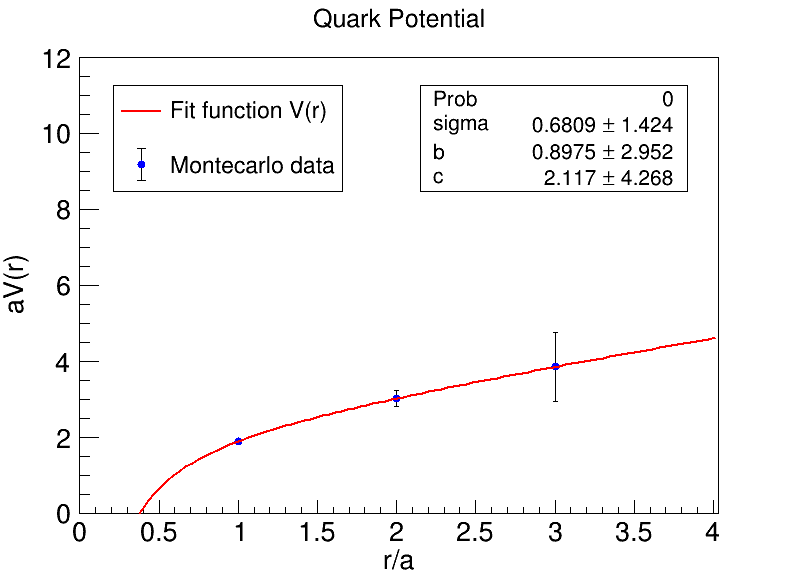 Quark Potential
Fit function V(r)
Montecarlo data
Prob 0
sigma 0.6809 ± 1.424
b 0.8975 ± 2.952
c 2.117 ± 4.268
aV(r)
12
10
8
6
4
2
0
0 0.5 1 1.5 2 2.5 3 3.5 4
r/a